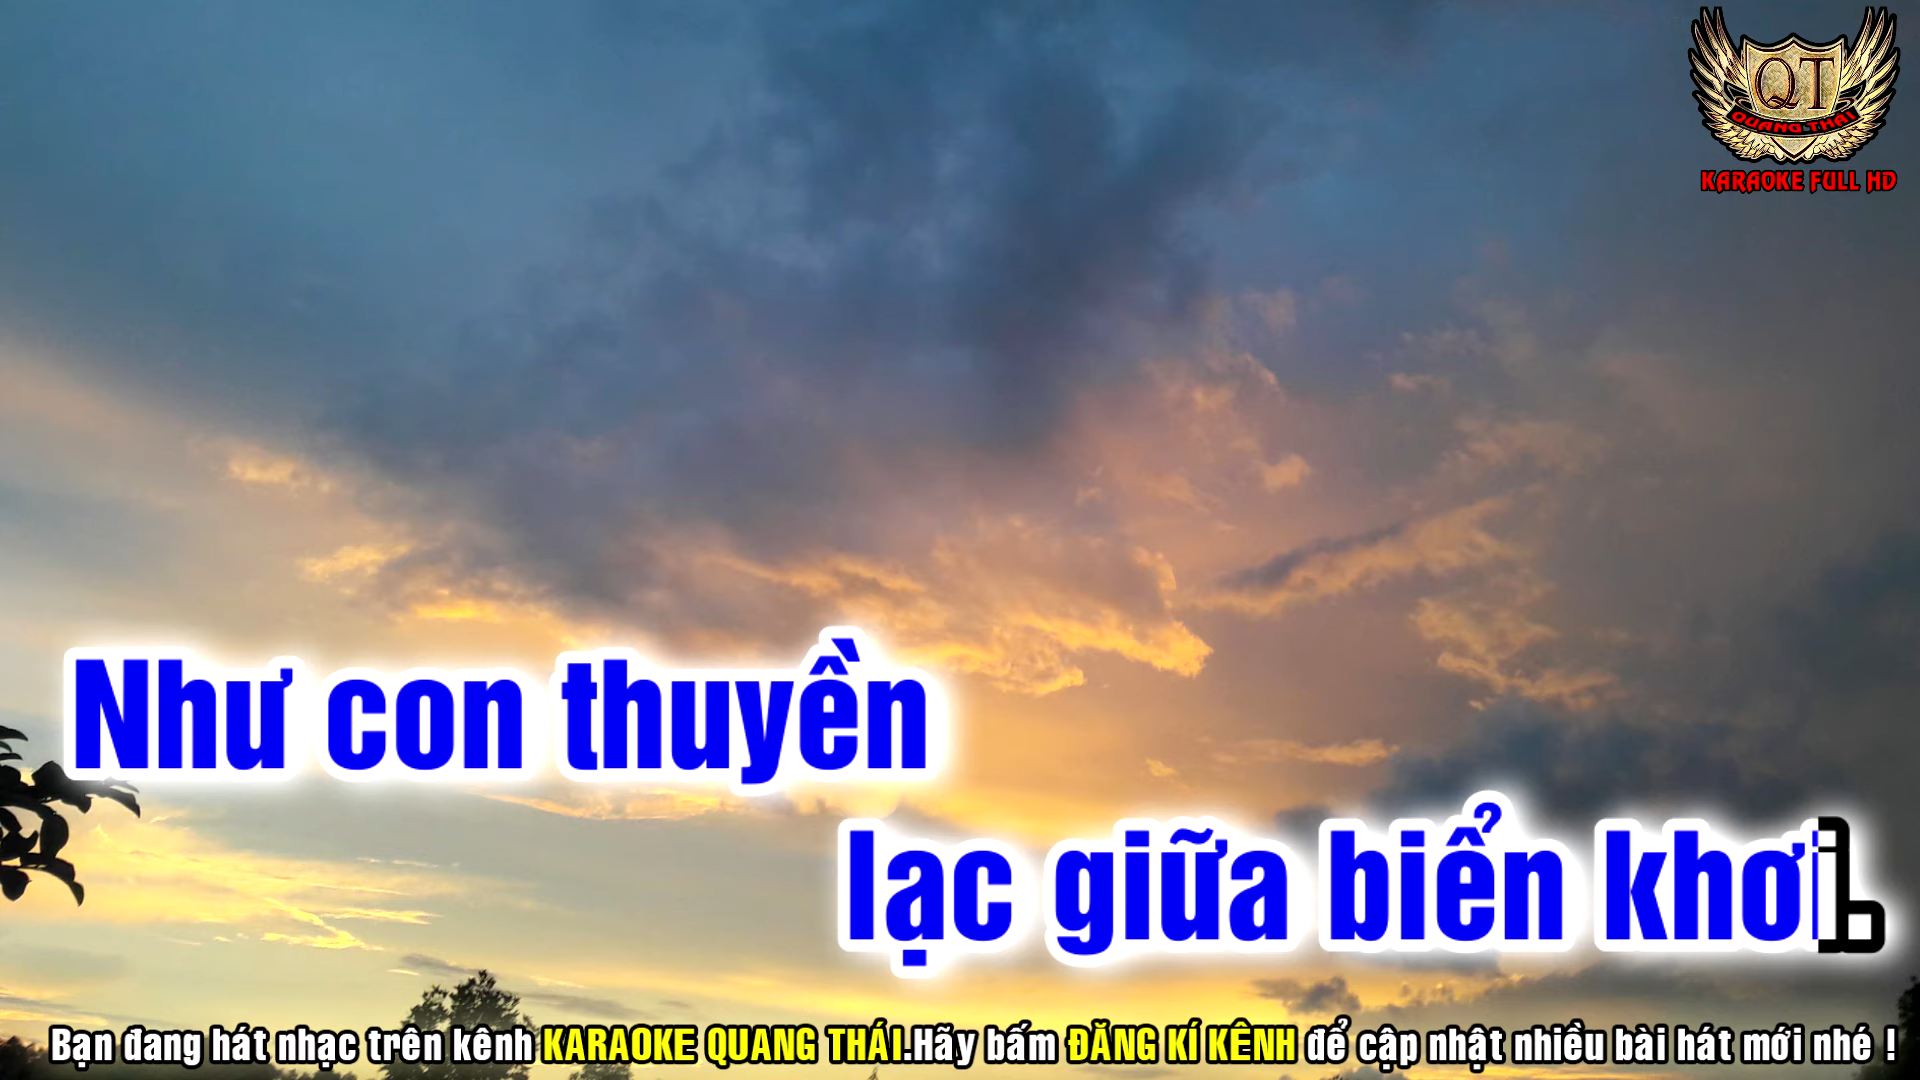 QT
QUANG THÁI
KARAOKE FULL HD
Như con thuyền
lạc giữa biển khơi.
Bạn đang hát nhạc trên kênh KARAOKE QUANG THÁI.Hãy bấm ĐĂNG KÍ KÊNH để cập nhật nhiều bài hát mới nhé !